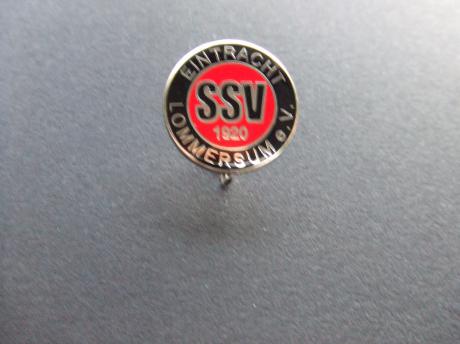 EINTRACHT
SSV
1920
LOMMERSUM e.V.